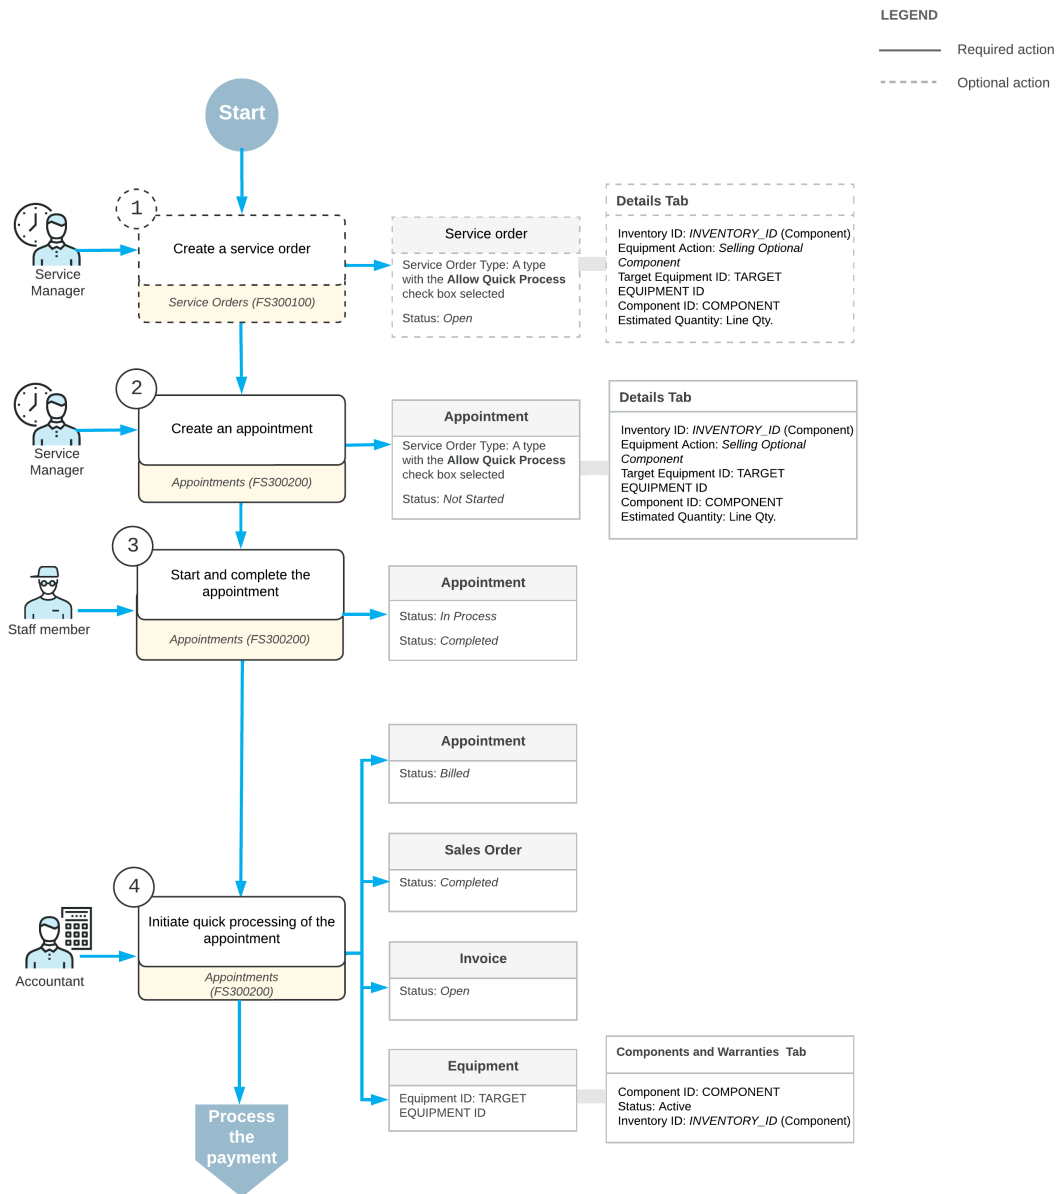 LEGEND
Required action
Optional action
Start
1
Create a service order
Service Orders (FS300100)
Service
Manager
Service order
Service Order Type: A type
with the Allow Quick Process
check box selected
Status: Open
Details Tab
Inventory ID: INVENTORY_ID (Component)
Equipment Action: Selling Optional
Component
Target Equipment ID: TARGET
EQUIPMENT ID
Component ID: COMPONENT
Estimated Quantity: Line Qty.
2
Create an appointment
Appointments (FS300200)
Service
Manager
Appointment
Service Order Type: A type
with the Allow Quick Process
check box selected
Status: Not Started
Details Tab
Inventory ID: INVENTORY_ID (Component)
Equipment Action: Selling Optional
Component
Target Equipment ID: TARGET
EQUIPMENT ID
Component ID: COMPONENT
Estimated Quantity: Line Qty.
3
Start and complete the
appointment
Appointments (FS300200)
Staff member
Appointment
Status: In Process
Status: Completed
Appointment
Status: Billed
Sales Order
Status: Completed
4
Initiate quick processing of the
appointment
Appointments
(FS300200)
Accountant
Invoice
Status: Open
Equipment
Equipment ID: TARGET
EQUIPMENT ID
Components and Warranties  Tab
Component ID: COMPONENT
Status: Active
Inventory ID: INVENTORY_ID (Component)
Process
the
payment